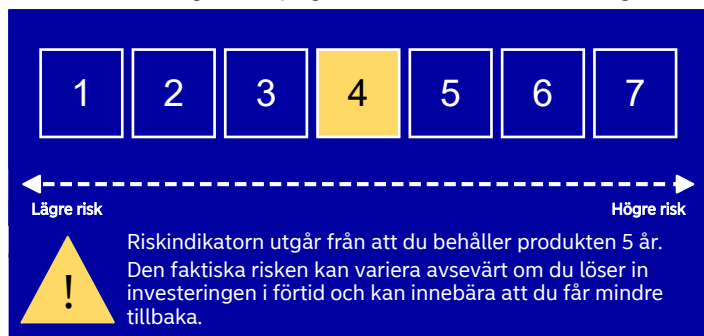 1 2 3 4 5 6 7
Lägre risk Högre risk
Riskindikatorn utgår från att du behåller produkten 5 år.
Den faktiska risken kan variera avsevärt om du löser in
investeringen i förtid och kan innebära att du får mindre
tillbaka.
!